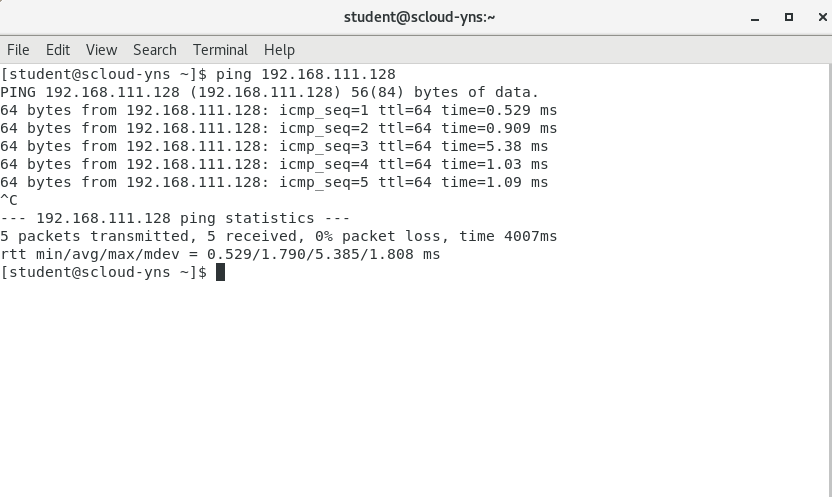 student@scloud-yns:~
File Edit View Search Terminal Help
[student@scloud-yns ~]$ ping 192.168.111.128
PING 192.168.111.128 (192.168.111.128) 56(84) bytes of data.
64 bytes from 192.168.111.128: icmp_seq=1 ttl=64 time=0.529 ms
64 bytes from 192.168.111.128: icmp_seq=2 ttl=64 time=0.909 ms
64 bytes from 192.168.111.128: icmp_seq=3 ttl=64 time=5.38 ms
64 bytes from 192.168.111.128: icmp_seq=4 ttl=64 time=1.03 ms
64 bytes from 192.168.111.128: icmp_seq=5 ttl=64 time=1.09 ms
^C
--- 192.168.111.128 ping statistics ---
5 packets transmitted, 5 received, 0% packet loss, time 4007ms
rtt min/avg/max/mdev = 0.529/1.790/5.385/1.808 ms
[student@scloud-yns ~]$